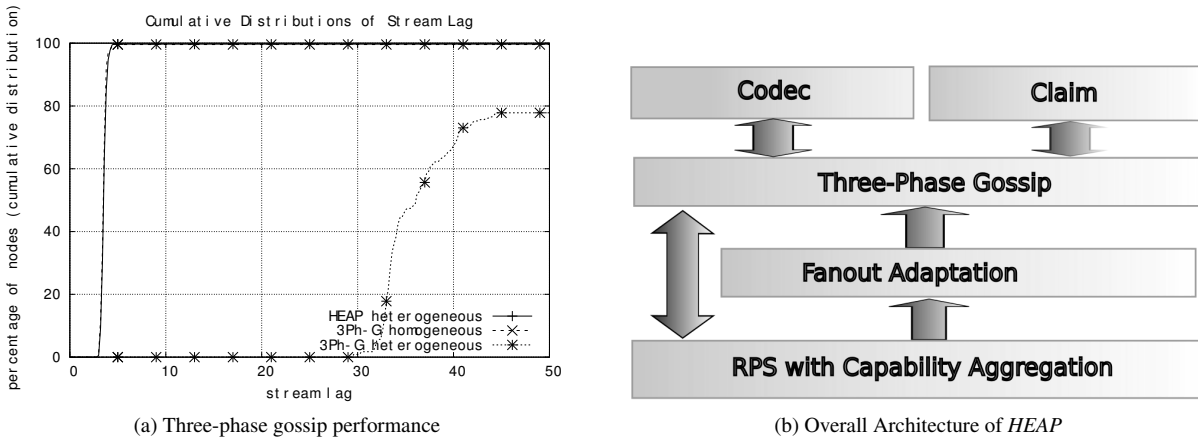 Cumulative Distributions of Stream Lag
percentage of nodes (cumulative distribution)
100
80
60
40
20
0
HEAP heterogeneous
3Ph-G homogeneous
3Ph-G heterogeneous
0 10 20 30 40 50
stream lag
(a) Three-phase gossip performance
Codec
Claim
Three-Phase Gossip
Fanout Adaptation
RPS with Capability Aggregation
(b) Overall Architecture of HEAP